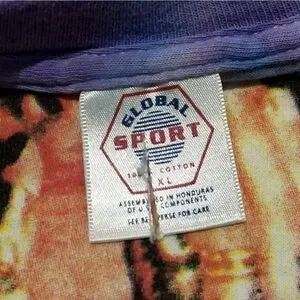 GLOBAL
SPORT
100% COTTON
XL
ASSEMBLED IN HONDURAS
OF U.S. COMPONENTS
SEE REVERSE FOR CARE